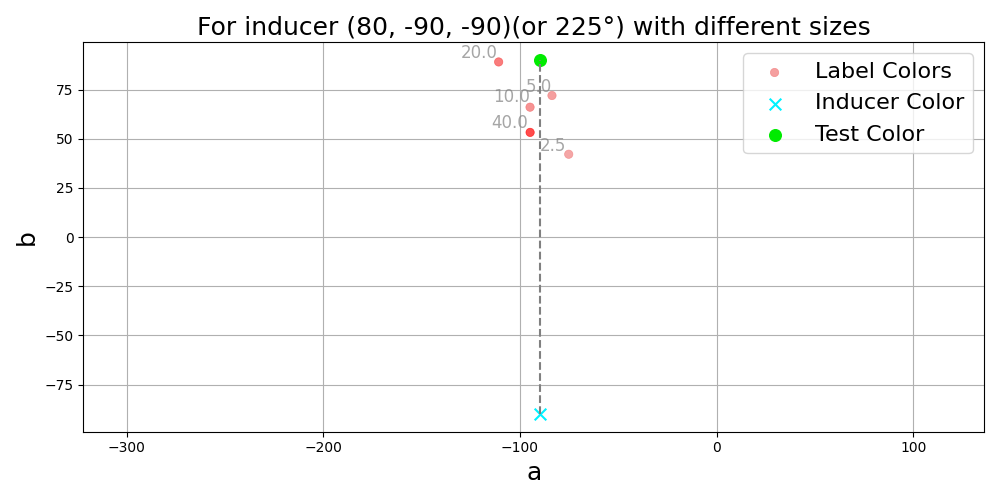 For inducer (80, -90, -90)(or 225°) with different sizes
20.0
5.0
10.0
40.0
2.5
Label Colors
Inducer Color
Test Color
75
50
25
0
−25
−50
−75
b
−300
−200
−100
0
100
a